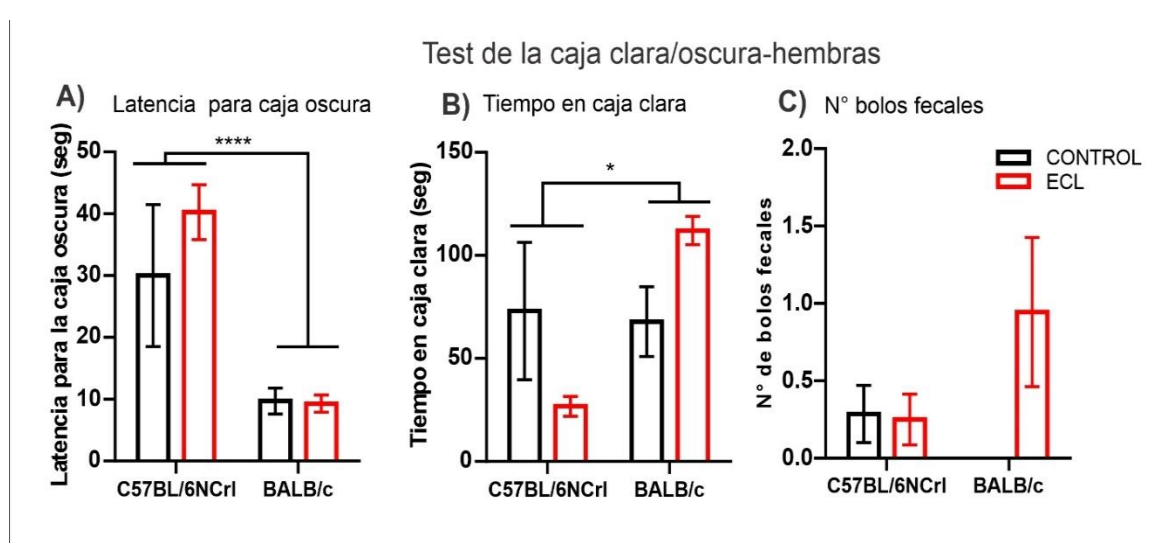 Test de la caja clara/oscura-hembras
A) Latencia para caja oscura
Latencia para la caja oscura (seg)
50
40
30
20
10
0
****
C57BL/6NCrl BALB/c
B) Tiempo en caja clara
Tiempo en caja clara (seg)
150
100
50
0
*
C57BL/6NCrl BALB/c
C) N° bolos fecales
N° de bolos fecales
2.0
1.5
1.0
0.5
0.0
CONTROL
ECL
C57BL/6NCrl BALB/c